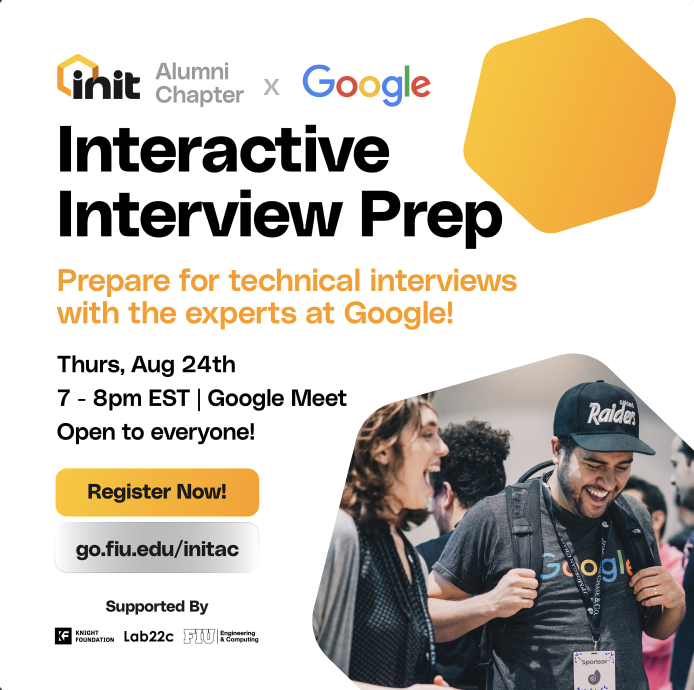 init Alumni Chapter x Google
Interactive
Interview Prep
Prepare for technical interviews
with the experts at Google!
Thurs, Aug 24th
7 - 8pm EST | Google Meet
Open to everyone!
Register Now!
go.fiu.edu/initac
Supported By
KF KNIGHT FOUNDATION Lab22c FIU Engineering & Computing
Raiders
Google
Sponsor